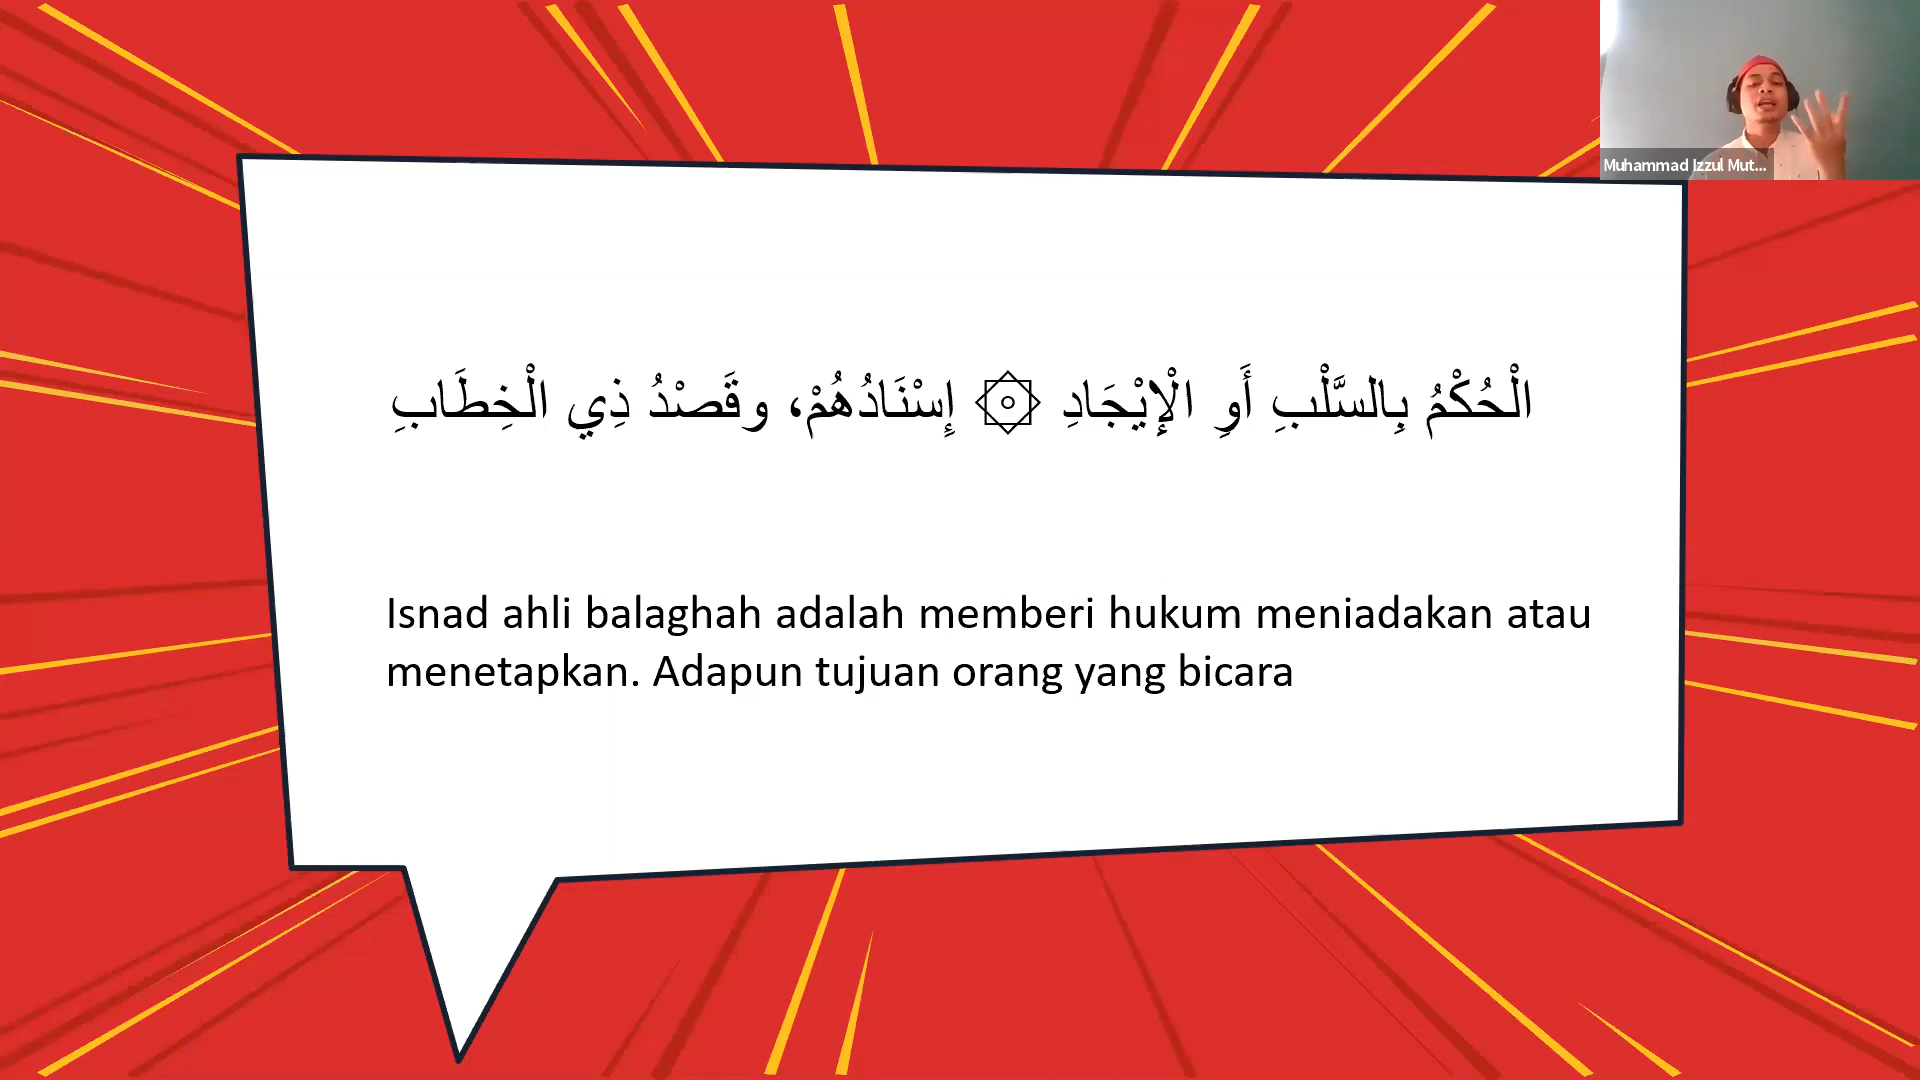 Muhammad Izzul Mut...
الْحُكْمُ بِالسَّلْبِ أَوِ الْإِيْجَادِ ۞ إِسْنَادُهُمْ، وقَصْدُ ذِي الْخِطَابِ
Isnad ahli balaghah adalah memberi hukum meniadakan atau
menetapkan. Adapun tujuan orang yang bicara